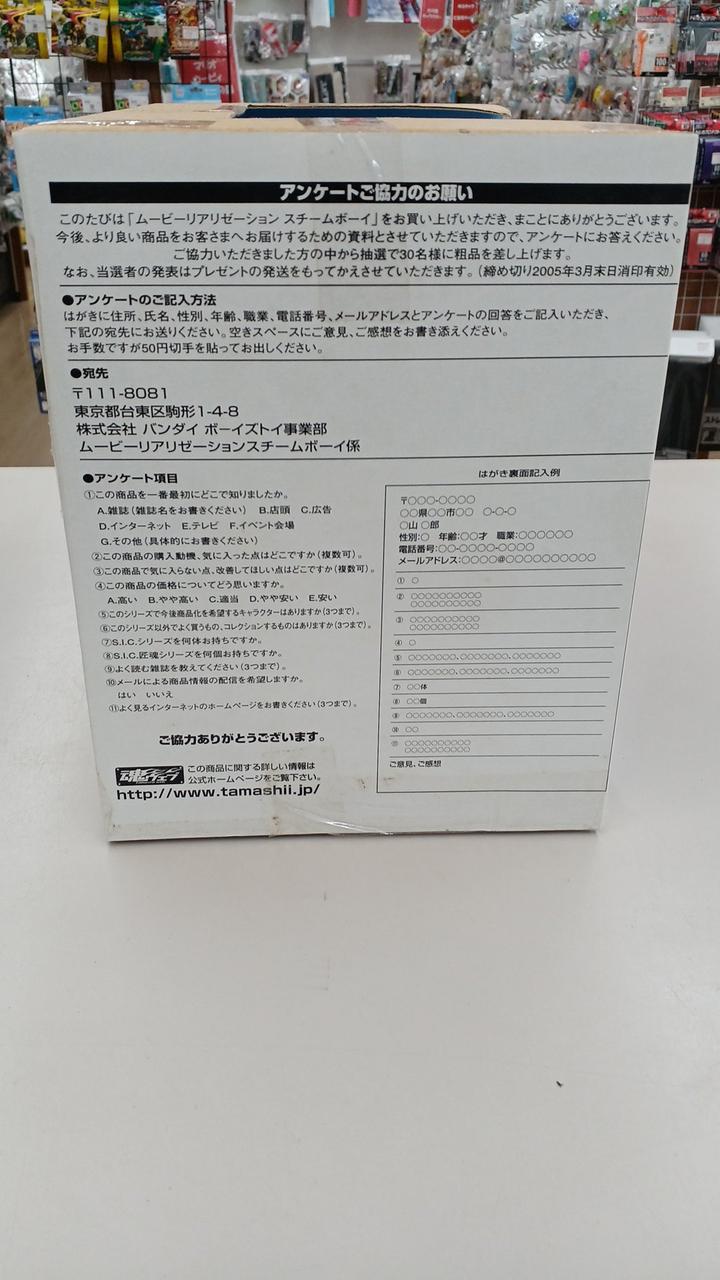 アンケートご協力のお願い
このたびは「ムービーリアリゼーション スチームボーイ」をお買い上げいただき、まことにありがとうございます。
今後、より良い商品をお客さまへお届けするための資料とさせていただきますので、アンケートにお答えください。
ご協力いただきました方の中から抽選で30名様に粗品を差し上げます。
なお、当選者の発表はプレゼントの発送をもってかえさせていただきます。(締め切り2005年3月末日消印有効)
●アンケートのご記入方法
はがきに住所、氏名、性別、年齢、職業、電話番号、メールアドレスとアンケートの回答をご記入いただき、
下記の宛先にお送りください。空きスペースにご意見、ご感想をお書き添えください。
お手数ですが50円切手を貼ってお出しください。
●宛先
〒111-8081
東京都台東区駒形1-4-8
株式会社 バンダイ ボーイズトイ事業部
ムービーリアリゼーションスチームボーイ係
●アンケート項目
①この商品を一番最初にどこで知りましたか。
A.雑誌(雑誌名をお書きください) B.店頭 C.広告
D.インターネット E.テレビ F.イベント会場
G.その他(具体的にお書きください)
②この商品の購入動機、気に入った点はどこですか(複数可)。
③この商品で気に入らない点、改善してほしい点はどこですか(複数可)。
④この商品の価格についてどう思いますか。
A.高い B.やや高い C.適当 D.やや安い E.安い
⑤このシリーズで今後商品化を希望するキャラクターはありますか(3つまで)。
⑥このシリーズ以外でよく買うもの、コレクションするものはありますか(3つまで)。
⑦S.I.C.シリーズを何体お持ちですか。
⑧S.I.C.匠魂シリーズを何個お持ちですか。
⑨よく読む雑誌を教えてください(3つまで)。
⑩メールによる商品情報の配信を希望しますか。
はい いいえ
⑪よく見るインターネットのホームページをお書きください(3つまで)。
ご協力ありがとうございます。
魂ウェブ
この商品に関する詳しい情報は
公式ホームページをご覧下さい。
http://www.tamashii.jp/
はがき裏面記入例
〒○○○-○○○○
○○県○○市○○ ○-○-○
○山 ○郎
性別:○ 年齢:○○才 職業:○○○○○○
電話番号:○○-○○○○-○○○○
メールアドレス:○○○○@○○○○○○○○○○
① ○
② ○○○○○○○○○○
○○○○○○○○○○
③ ○○○○○○○○○○
○○○○○○○○○○
④ ○
⑤ ○○○○○○○、○○○○○○○、○○○○○○○
⑥ ○○○○○○○、○○○○○○○、○○○○○○○
⑦ ○○体
⑧ ○○個
⑨ ○○○○○○○、○○○○○○○、○○○○○○○
⑩ ○○
⑪ ○○○○○○○○○○
○○○○○○○○○○
ご意見、ご感想